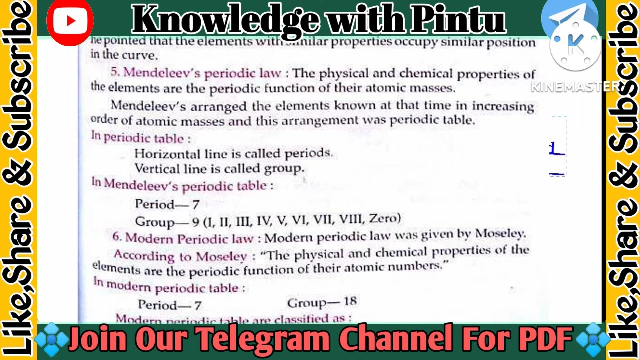 Knowledge with Pintu
he pointed that the elements with similar properties occupy similar position
in the curve.
5. Mendeleev's periodic law : The physical and chemical properties of
the elements are the periodic function of their atomic masses.
Mendeleev's arranged the elements known at that time in increasing
order of atomic masses and this arrangement was periodic table.
In periodic table :
Horizontal line is called periods.
Vertical line is called group.
In Mendeleev's periodic table :
Period— 7
Group— 9 (I, II, III, IV, V, VI, VII, VIII, Zero)
6. Modern Periodic law : Modern periodic law was given by Moseley.
According to Moseley : "The physical and chemical properties of the
elements are the periodic function of their atomic numbers."
In modern periodic table :
Period— 7 Group— 18
Modern periodic table are classified as :
Join Our Telegram Channel For PDF
Like,Share & Subscribe
Like,Share & Subscribe
KINEMASTER